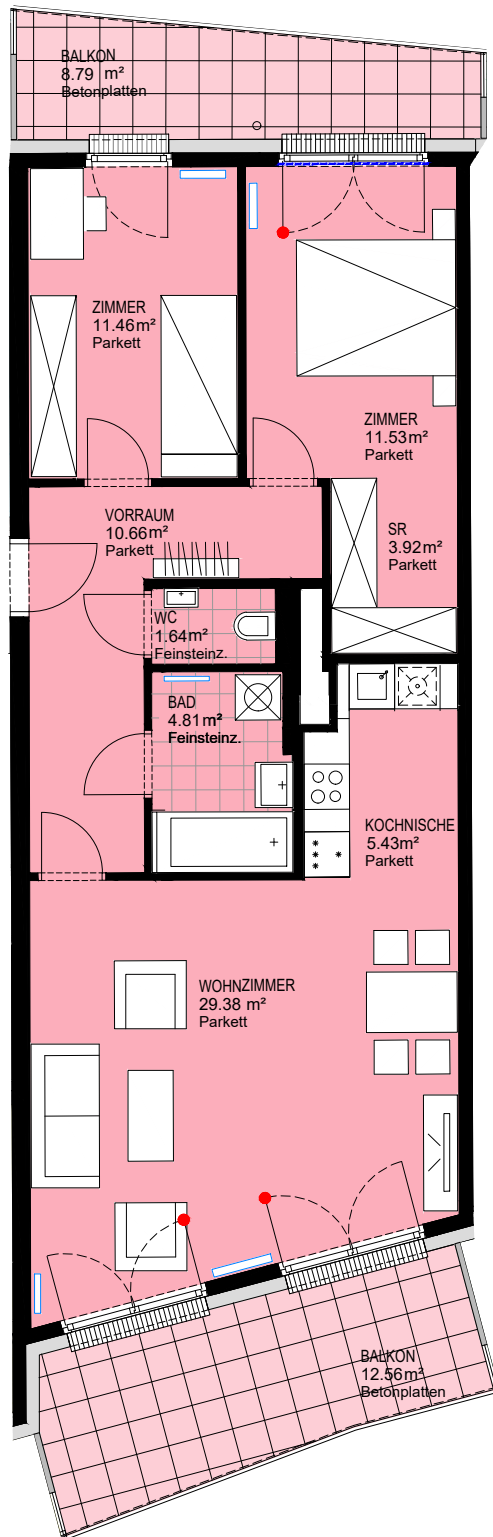 BALKON
8.79 m²
Betonplatten
ZIMMER
11.46m²
Parkett
ZIMMER
11.53m²
Parkett
VORRAUM
10.66m²
Parkett
SR
3.92m²
Parkett
WC
1.64m²
Feinsteinz.
BAD
4.81m²
Feinsteinz.
KOCHNISCHE
5.43m²
Parkett
WOHNZIMMER
29.38 m²
Parkett
BALKON
12.56m²
Betonplatten